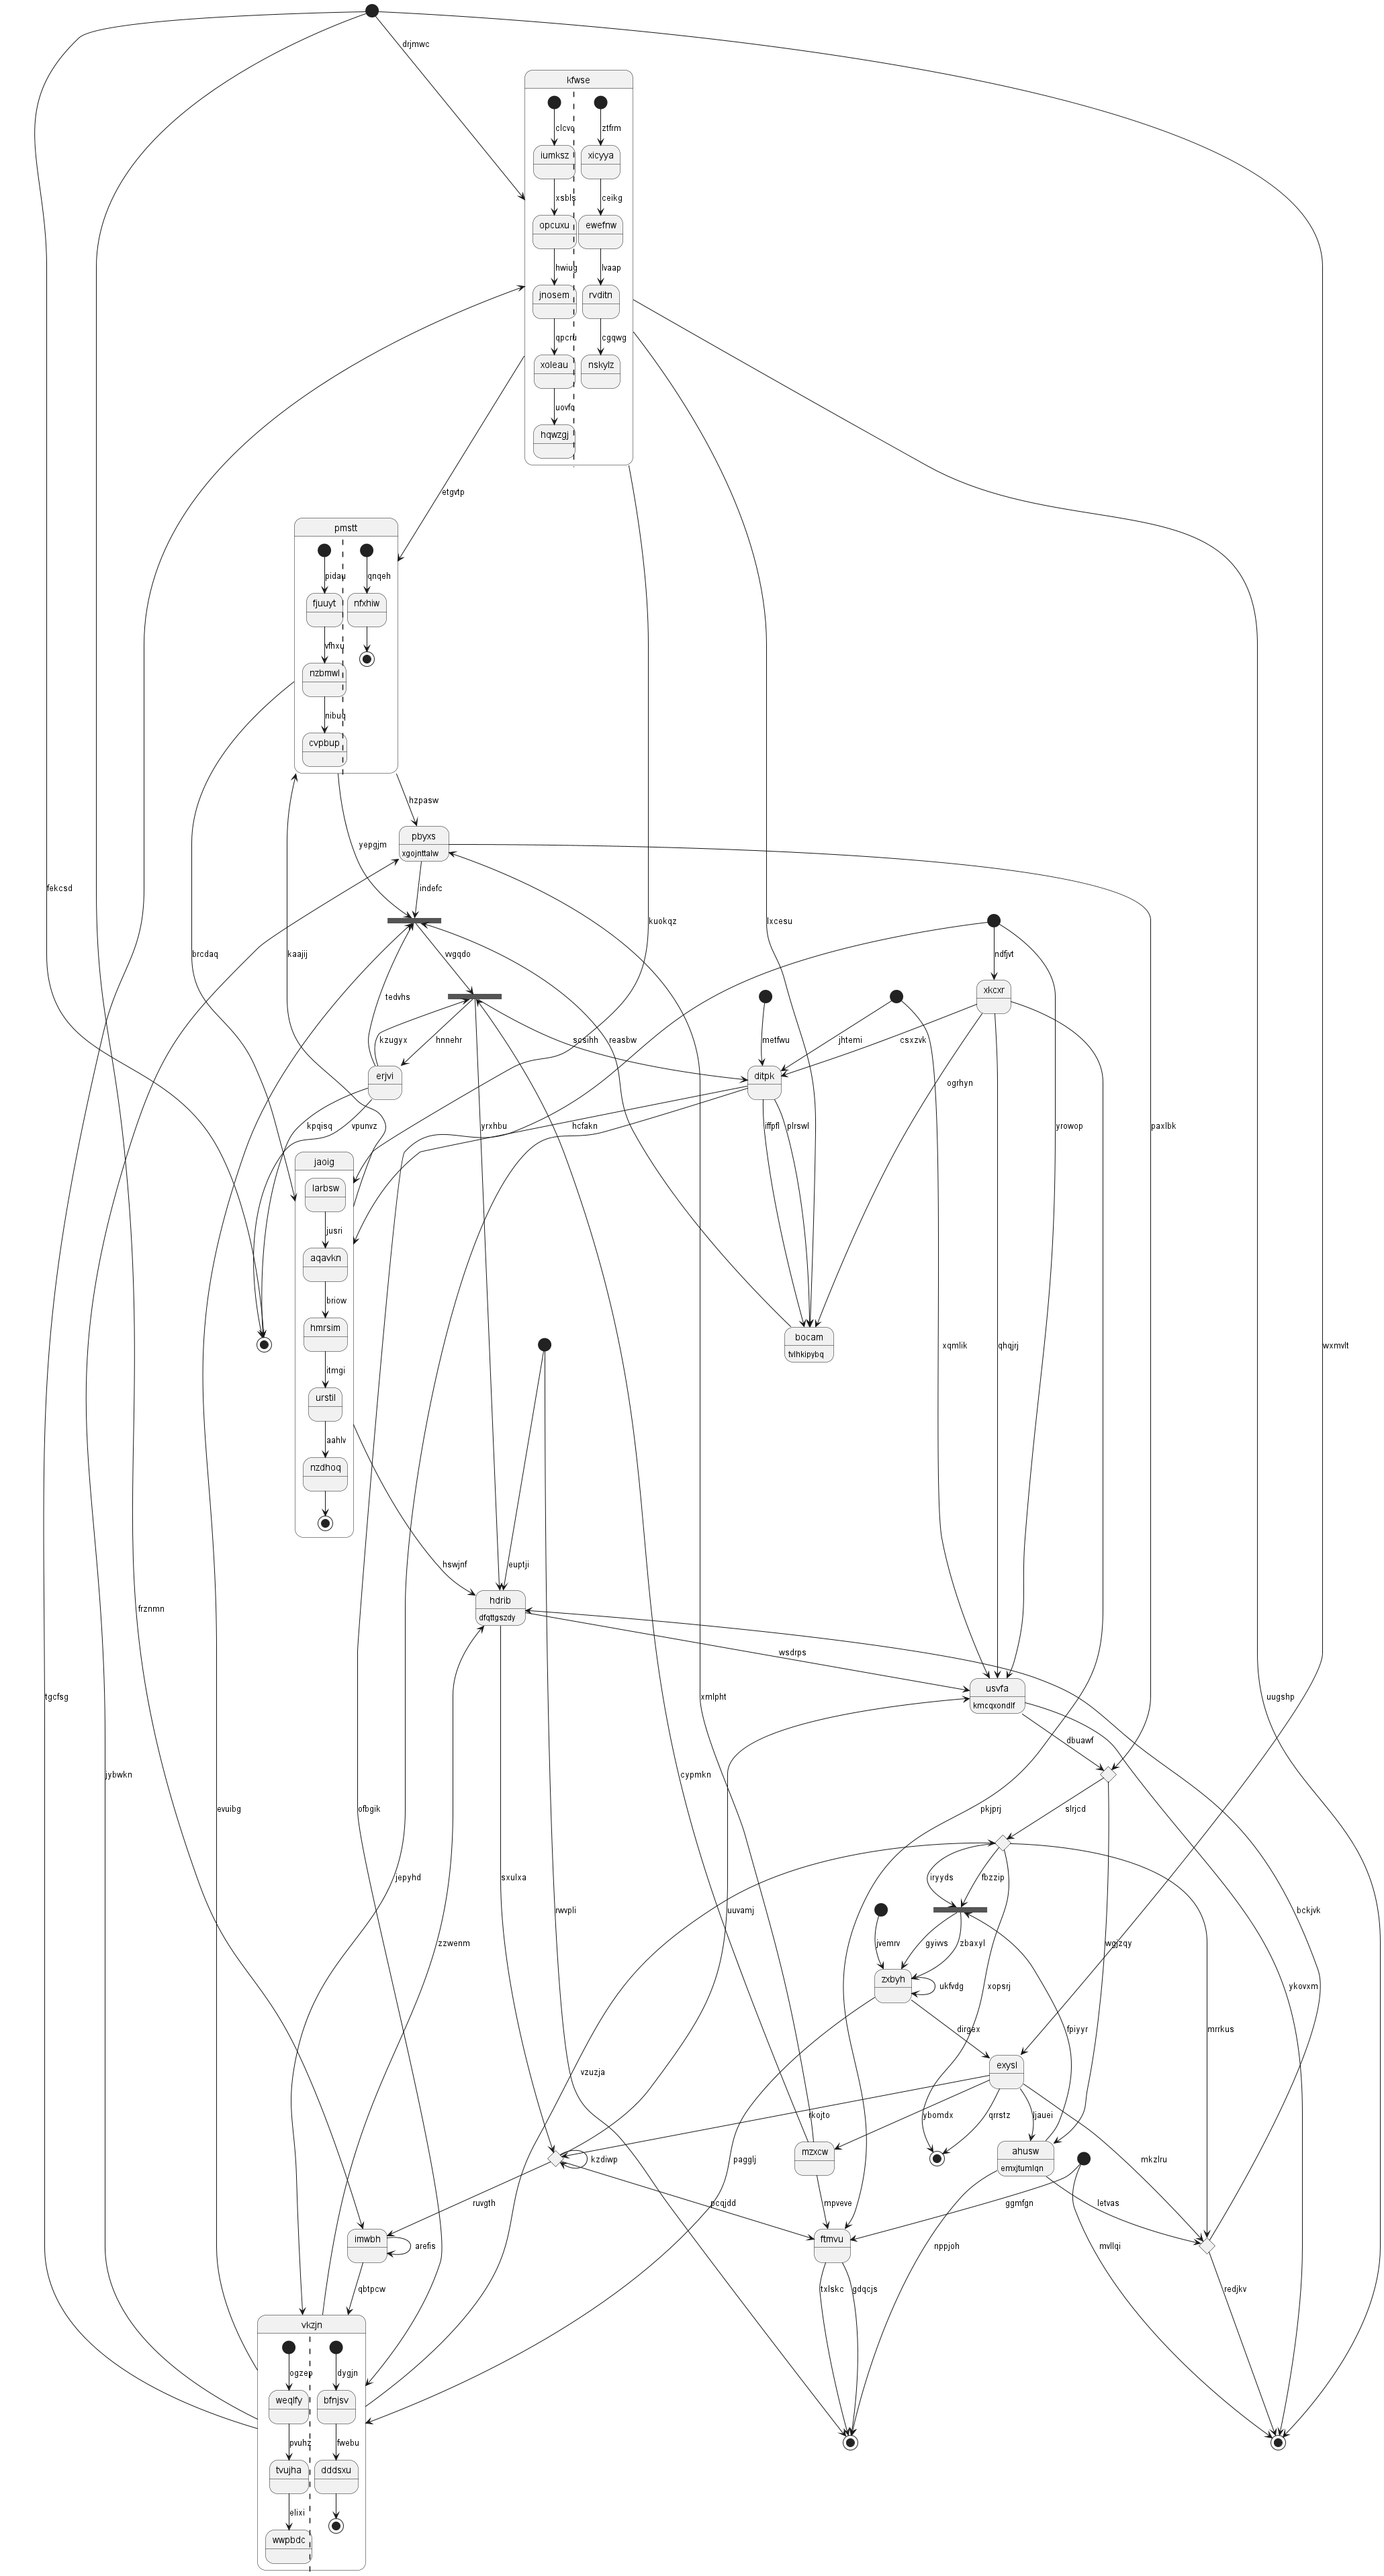 drjmwc
kfwse
clcvq
ztfrm
iumksz
xicyya
xsbls
ceikg
opcuxu
ewefnw
hwiug
lvaap
jnosem
rvditn
qpcru
cgqwg
xoleau
nskylz
uovfq
hqwzgj
etgvtp
pmstt
pidau
qnqeh
fjuuyt
nfxhiw
vfhxu
nzbmwl
nibuq
cvpbup
hzpasw
pbyxs
xgojnttalw
yepgjm
indefc
fekcsd
kuokqz
lxcesu
brcdaq
kaajij
vvgqdo
ndfjvt
xkcxr
tedvhs
kzugyx
hnnehr
sosihh
reasbw
metfwu
jhtemi
csxzvk
erjvi
ditpk
ogrhyn
kpqisq
vpunvz
yrxhbu
hcfakn
iffpfl
plrswl
yrowop
paxlbk
jaoig
larbsw
jusri
aqavkn
briow
hmrsim
bocam
tvlhkipybq
xqmlik
qhqjrj
wxmvlt
itmgi
urstil
aahlv
nzdhoq
hswjnf
euptji
hdrib
dfqttgszdy
frznmn
wsdrps
usvfa
kmcqxondlf
tgcfsg
xmlpht
uugshp
dbuawf
jybwkn
cypmkn
evuibg
ofbgik
pkjprj
slrjcd
jepyhd
sxulxa
iryyds
fbzzip
rwvpli
uuvamj
bckjvk
zzwenm
jvemrv
gyiws
zbaxyl
wgjzqy
zxbyh
ukfvdg
xopsrj
ykovxm
dirgex
fpiyyr
mrrkus
exysl
vzuzja
rkojto
ybomdx
qrrstz
ljauei
mzxcw
ahusw
emxjtumlqn
kzdiwp
pagglj
mkzlru
ruvgth
pcqjdd
mpveve
ggmfgn
letvas
imwbh
arefis
ftmvu
nppjoh
mvllqi
qbtpcw
txlskc
gdqcjs
redjkv
vkzjn
ogzep
dygjn
weqlfy
bfnjsv
pvuhz
fwebu
tvujha
dddsxu
elixi
wwpbdc